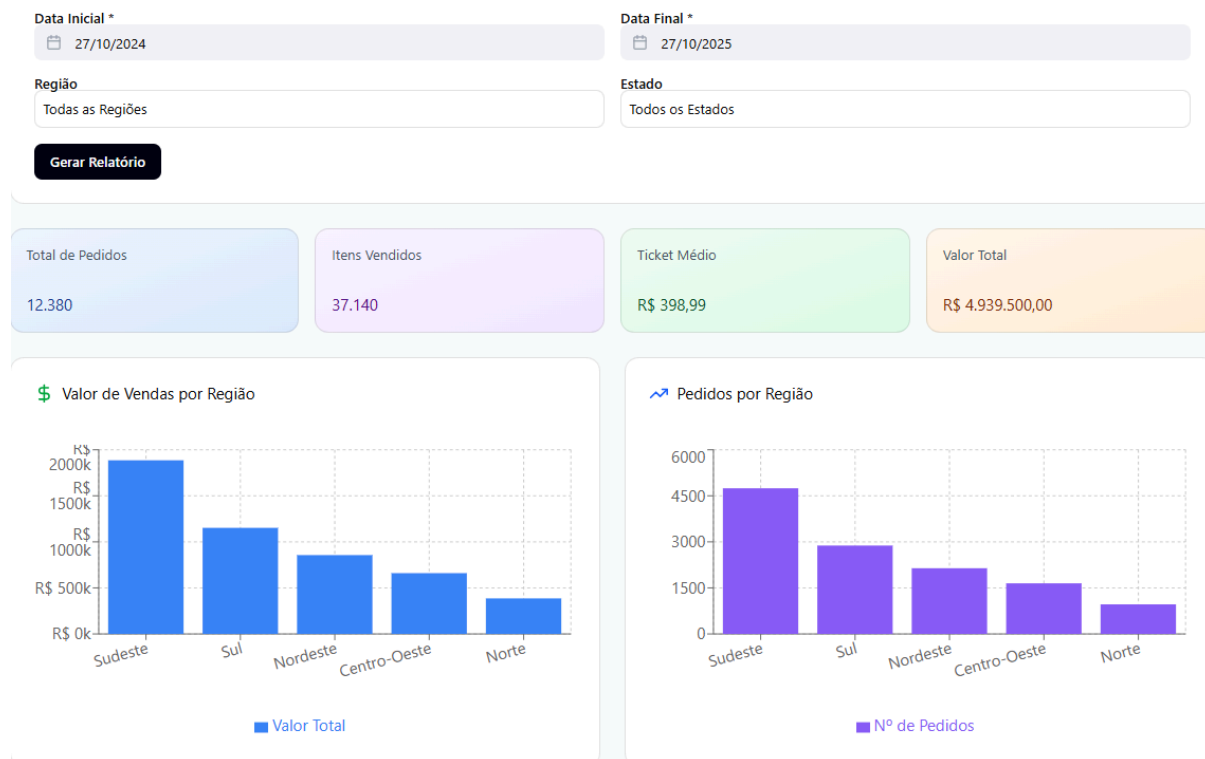 Data Inicial *
Data Final *
27/10/2024
27/10/2025
Região
Estado
Todas as Regiões
Todos os Estados
Gerar Relatório
Total de Pedidos
Itens Vendidos
Ticket Médio
Valor Total
12.380
37.140
R$ 398,99
R$ 4.939.500,00
Valor de Vendas por Região
R$
2000k
R$
1500k
R$
1000k
R$ 500k
R$ 0k
Sudeste
Sul
Nordeste
Centro-Oeste
Norte
Valor Total
Pedidos por Região
6000
4500
3000
1500
0
Sudeste
Sul
Nordeste
Centro-Oeste
Norte
Nº de Pedidos